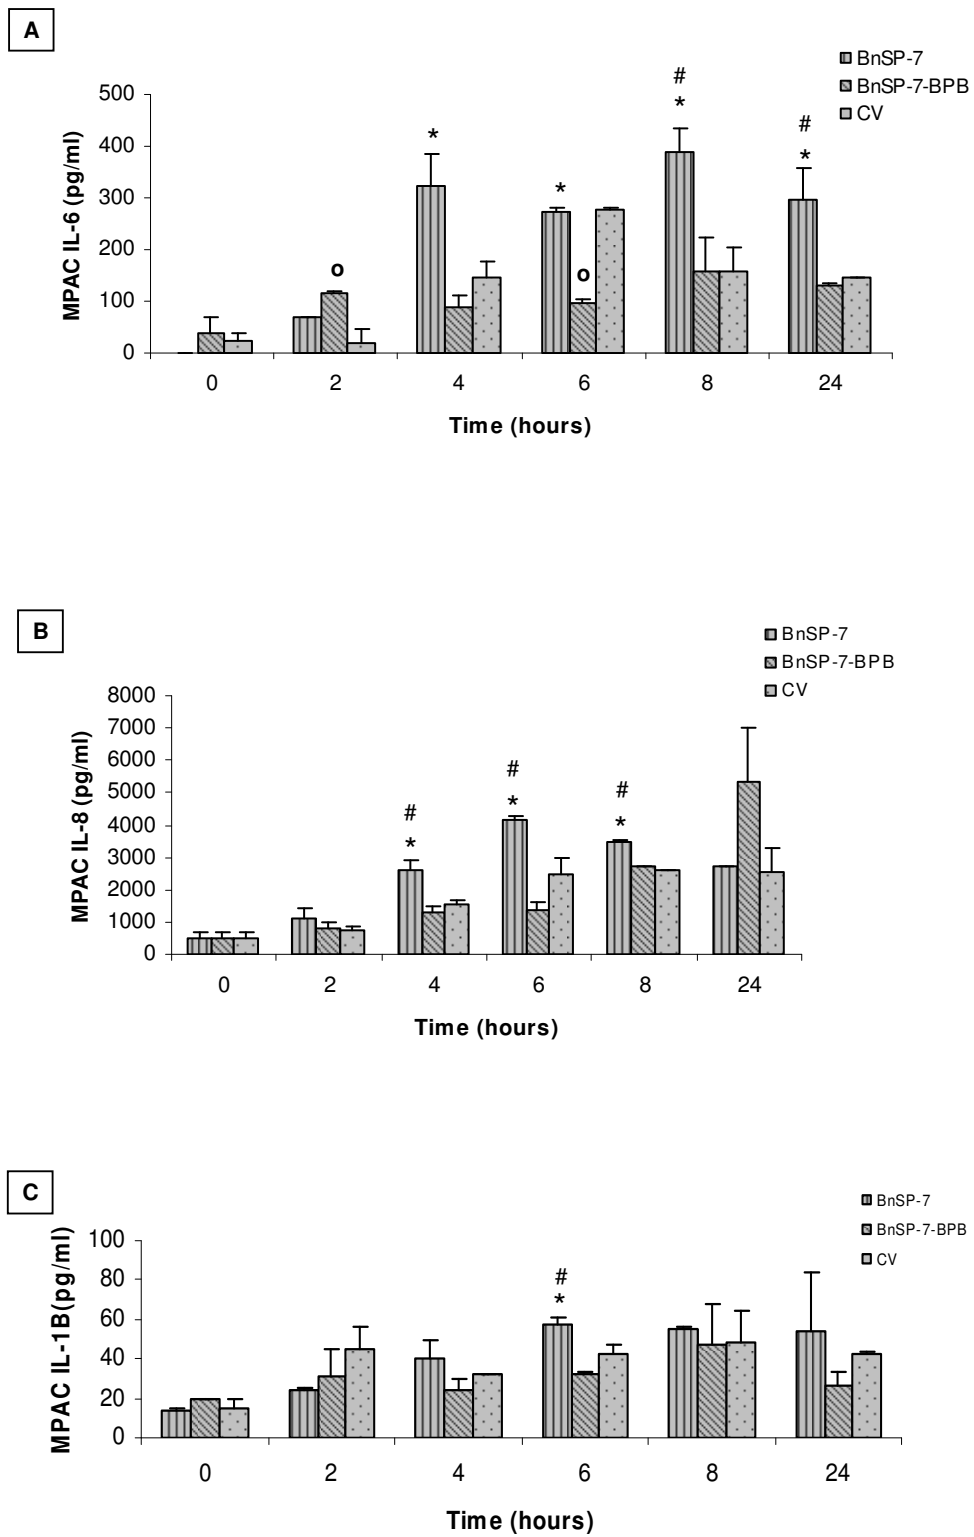 A
BnSP-7
BnSP-7-BPB
CV
MPAC IL-6 (pg/ml)
500
400
300
200
100
0
#
*
*
*
#
*
o
o
0 2 4 6 8 24
Time (hours)
B
BnSP-7
BnSP-7-BPB
CV
MPAC IL-8 (pg/ml)
8000
7000
6000
5000
4000
3000
2000
1000
0
#
*
#
*
#
*
0 2 4 6 8 24
Time (hours)
C
BnSP-7
BnSP-7-BPB
CV
MPAC IL-1B(pg/ml)
100
80
60
40
20
0
#
*
0 2 4 6 8 24
Time (hours)